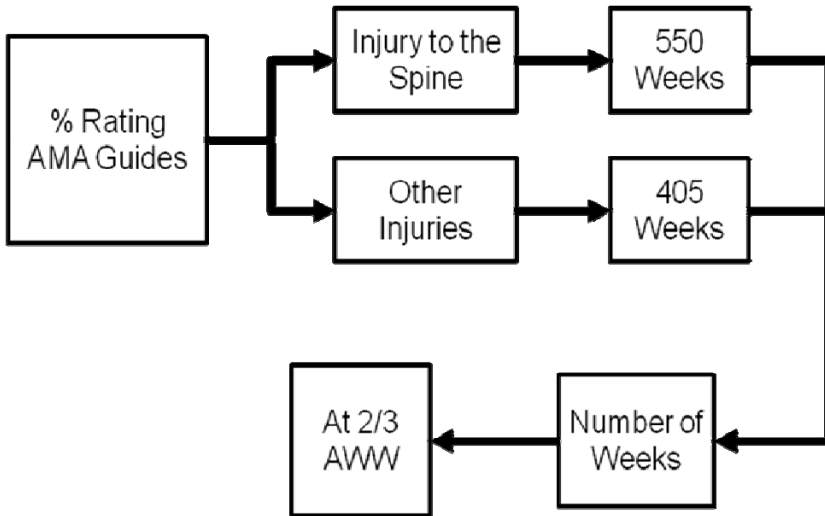 % Rating
AMA Guides
Injury to the
Spine
550
Weeks
Other
Injuries
405
Weeks
At 2/3
AWW
Number of
Weeks